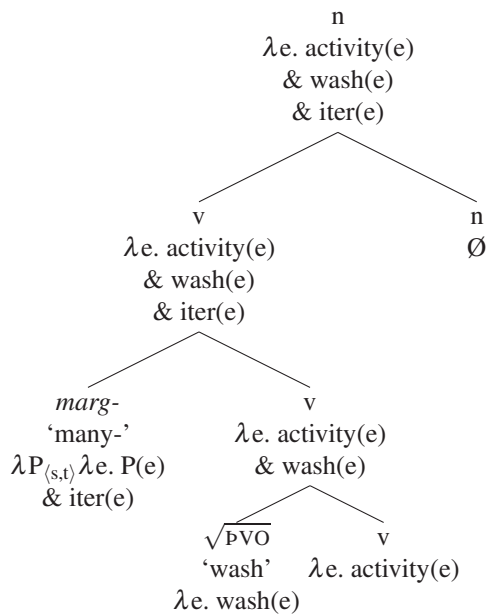 n
λe. activity(e)
& wash(e)
& iter(e)
v
λe. activity(e)
& wash(e)
& iter(e)
n
Ø
marg-
‘many-’
λP⟨s,t⟩λe. P(e)
& iter(e)
v
λe. activity(e)
& wash(e)
√ÞVO
‘wash’
λe. wash(e)
v
λe. activity(e)